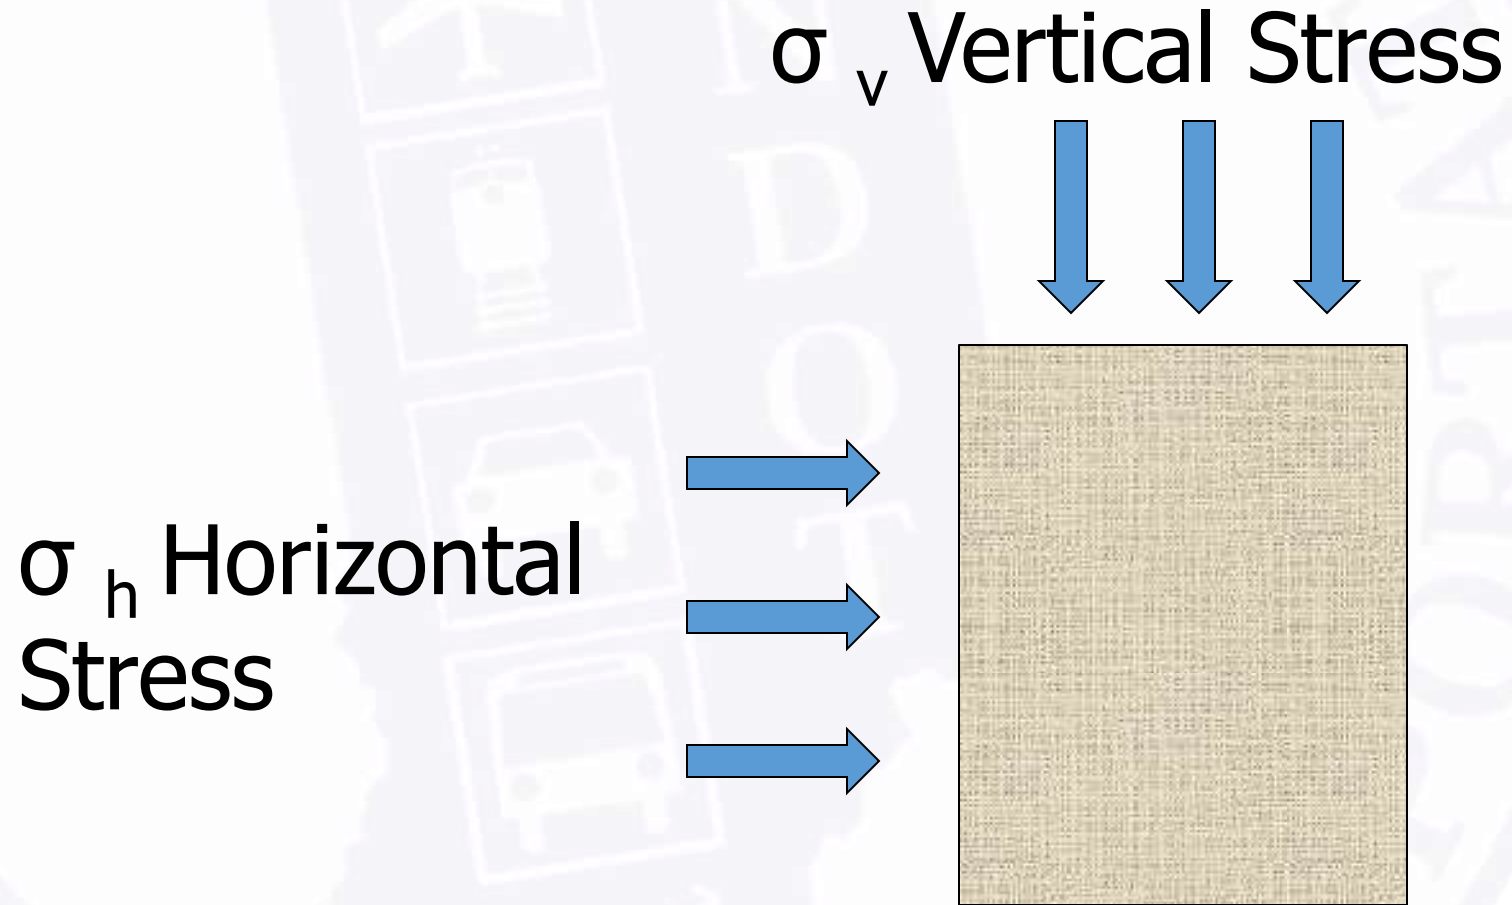 σ v Vertical Stress
σ h Horizontal
Stress
N
D
O
T